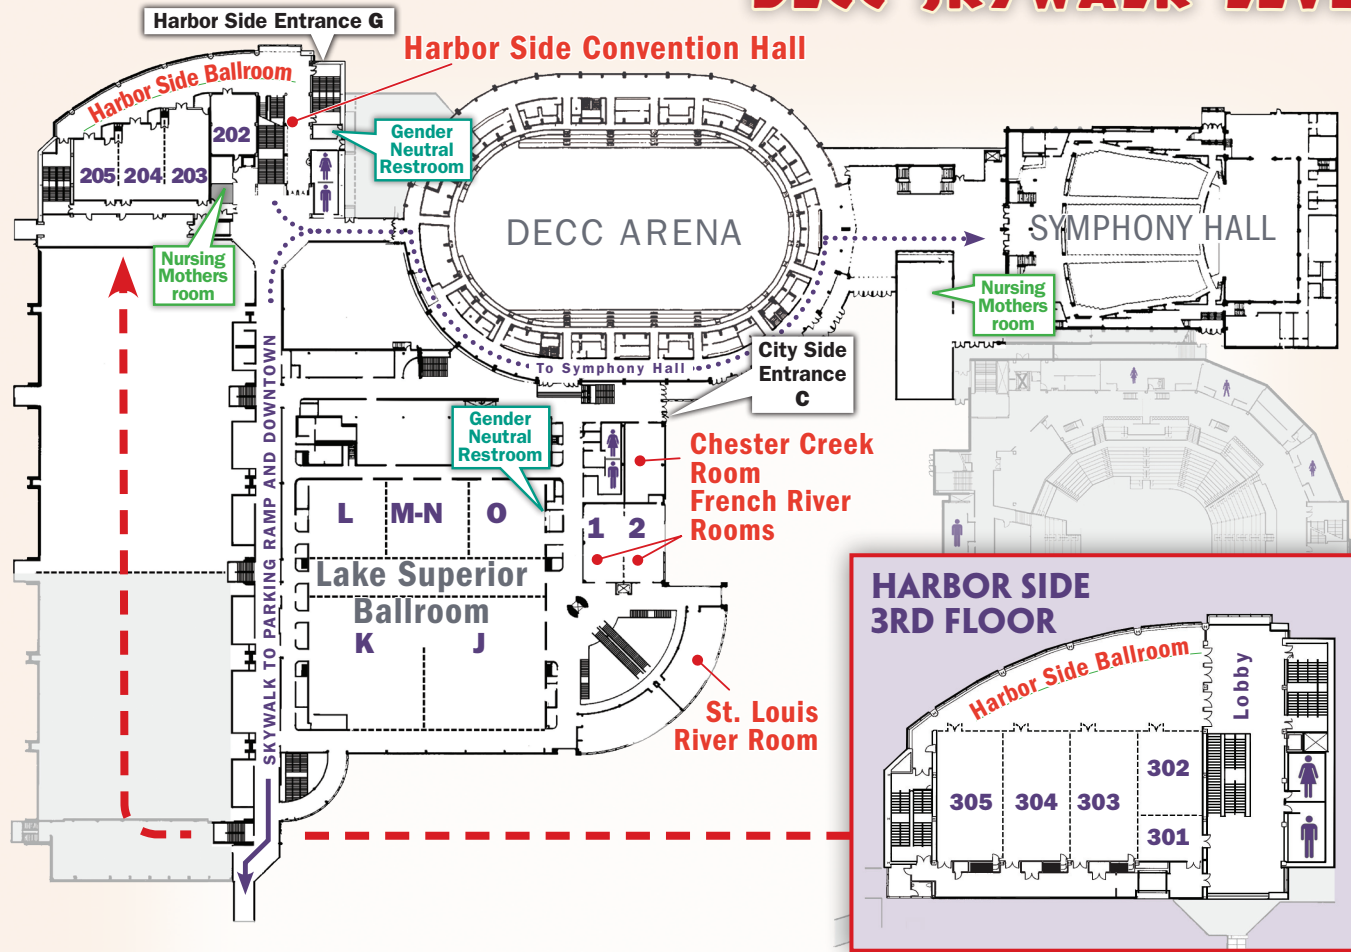 DECC SKYWALK LEVE
Harbor Side Entrance G
Harbor Side Convention Hall
Harbor Side Ballroom
202
205 204 203
Gender
Neutral
Restroom
Nursing
Mothers
room
DECC ARENA
SYMPHONY HALL
Nursing
Mothers
room
To Symphony Hall
City Side
Entrance
C
SKYWALK TO PARKING RAMP AND DOWNTOWN
Gender
Neutral
Restroom
Chester Creek
Room
French River
Rooms
1 2
L M-N O
Lake Superior
Ballroom
K J
St. Louis
River Room
HARBOR SIDE
3RD FLOOR
Harbor Side Ballroom
Lobby
305 304 303 302
301